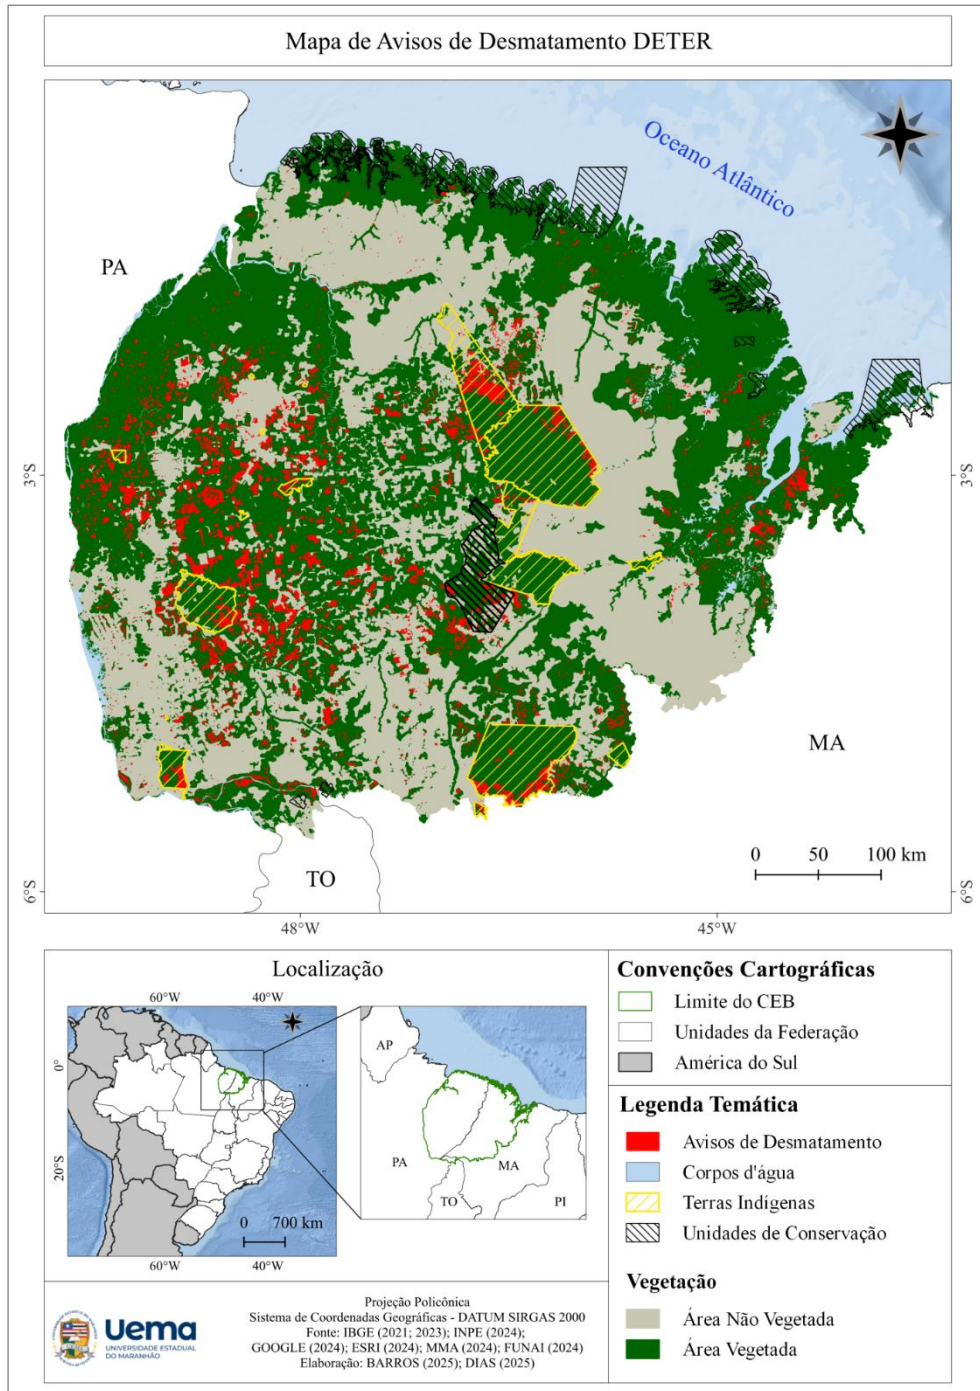 Mapa de Avisos de Desmatamento DETER
Oceano Atlântico
PA
3°S
3°S
MA
0 50 100 km
TO
6°S
6°S
48°W
45°W
Localização
60°W 40°W
0°
20°S
0 700 km
60°W 40°W
AP
PA
MA
TO
PI
Convenções Cartográficas
Limite do CEB
Unidades da Federação
América do Sul
Legenda Temática
Avisos de Desmatamento
Corpos d'água
Terras Indígenas
Unidades de Conservação
Vegetação
Área Não Vegetada
Área Vegetada
Uema
UNIVERSIDADE ESTADUAL
DO MARANHÃO
Projeção Policônica
Sistema de Coordenadas Geográficas - DATUM SIRGAS 2000
Fonte: IBGE (2021; 2023); INPE (2024);
GOOGLE (2024); ESRI (2024); MMA (2024); FUNAI (2024)
Elaboração: BARROS (2025); DIAS (2025)